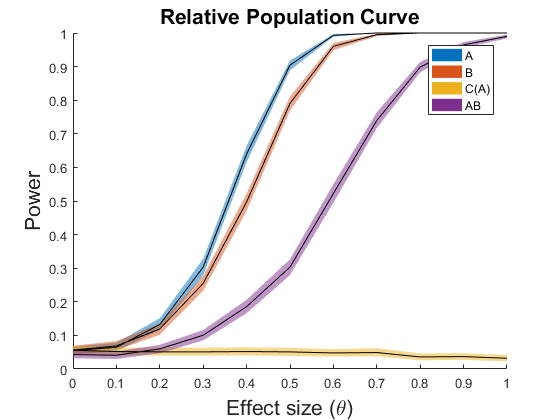 Relative Population Curve
1
0.9
0.8
0.7
0.6
0.5
0.4
0.3
0.2
0.1
0
Power
A
B
C(A)
AB
0 0.1 0.2 0.3 0.4 0.5 0.6 0.7 0.8 0.9 1
Effect size (θ)